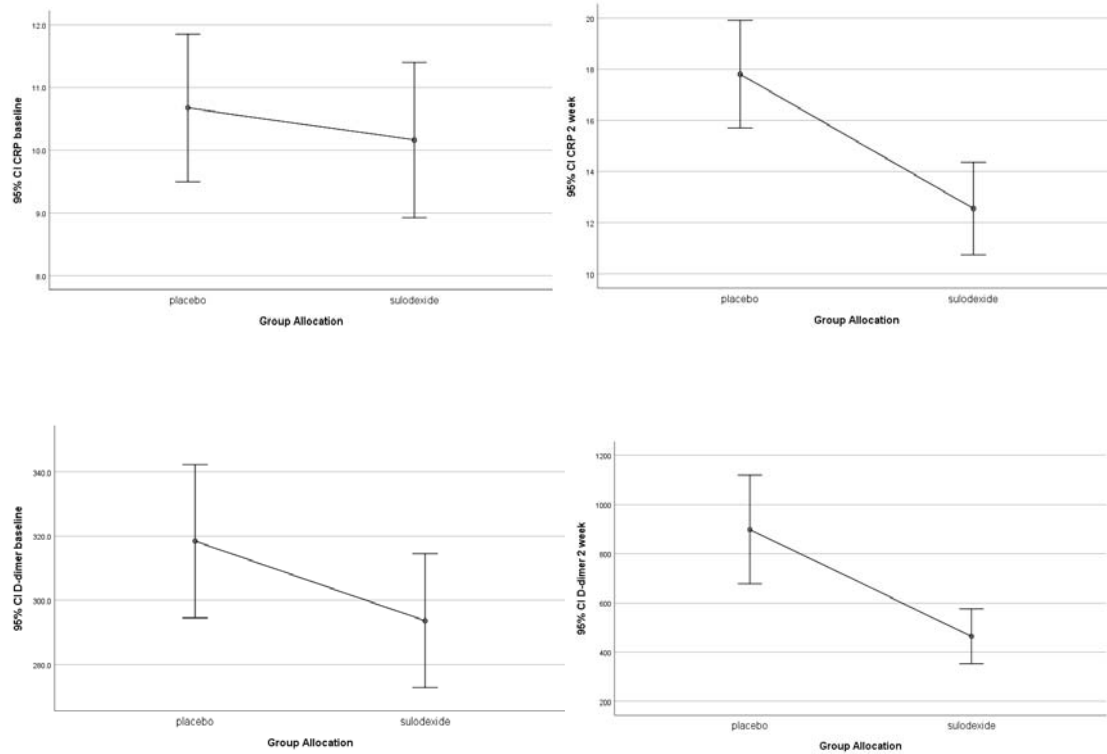 95% CI CRP baseline
12.0
11.0
10.0
9.0
8.0
placebo
sulodexide
Group Allocation
95% CI CRP 2 week
20
18
16
14
12
10
placebo
sulodexide
Group Allocation
95% CI D-dimer baseline
340.0
320.0
300.0
280.0
placebo
sulodexide
Group Allocation
95% CI D-dimer 2 week
1200
1000
800
600
400
200
placebo
sulodexide
Group Allocation